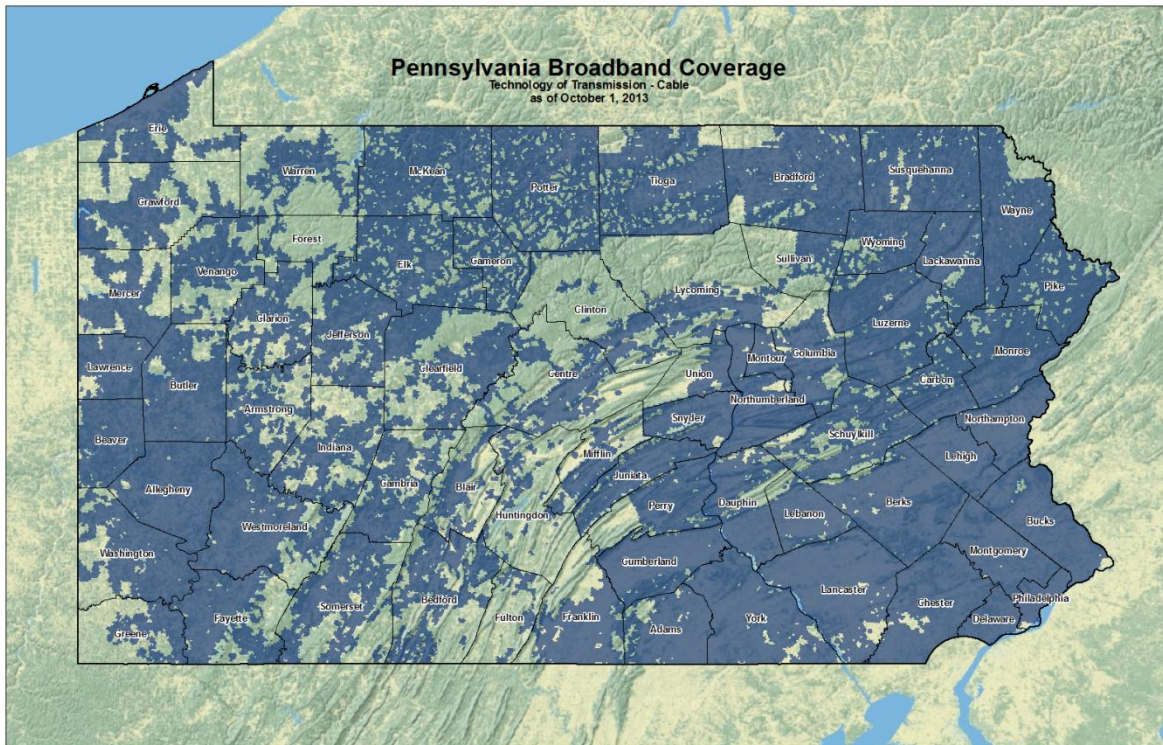 Pennsylvania Broadband Coverage
Technology of Transmission - Cable
as of October 1, 2013
Erie
Warren
McKean
Potter
Tioga
Bradford
Susquehanna
Wayne
Crawford
Forest
Venango
Elk
Cameron
Sullivan
Wyoming
Lackawanna
Pike
Mercer
Clarion
Jefferson
Clinton
Lycoming
Luzerne
Lawrence
Butler
Clearfield
Centre
Union
Montour
Columbia
Monroe
Carbon
Armstrong
Northumberland
Snyder
Northampton
Beaver
Indiana
Mifflin
Schuylkill
Lehigh
Allegheny
Cambria
Blair
Juniata
Huntingdon
Perry
Dauphin
Lebanon
Berks
Bucks
Westmoreland
Washington
Cumberland
Montgomery
Greene
Fayette
Somerset
Bedford
Fulton
Franklin
Adams
York
Lancaster
Chester
Delaware
Philadelphia